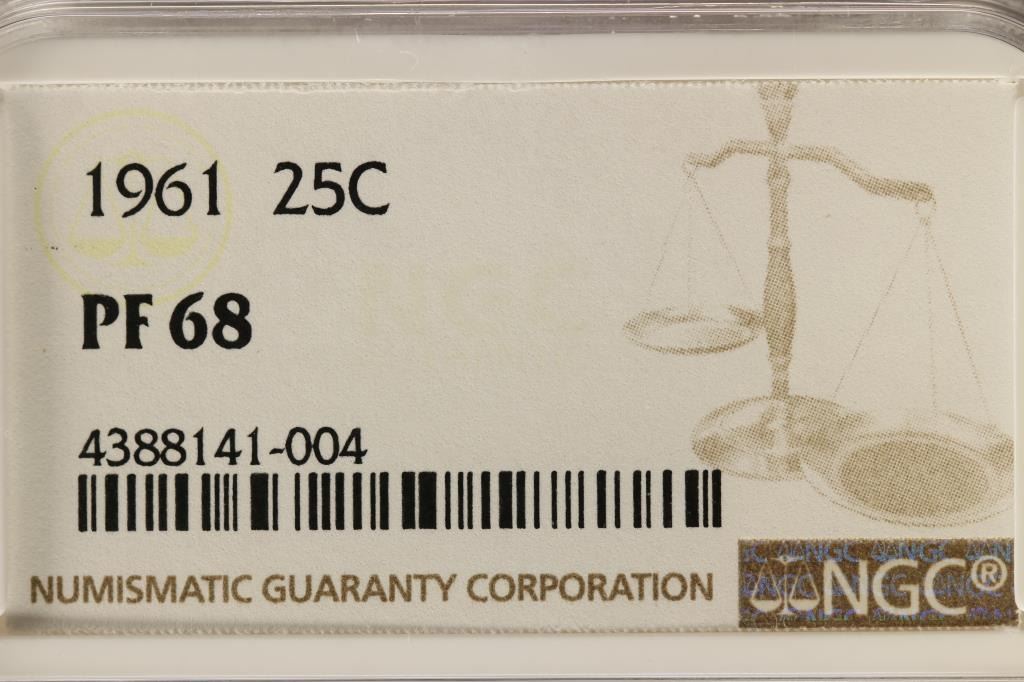 1961 25C
PF 68
4388141-004
NUMISMATIC GUARANTY CORPORATION
NGC®